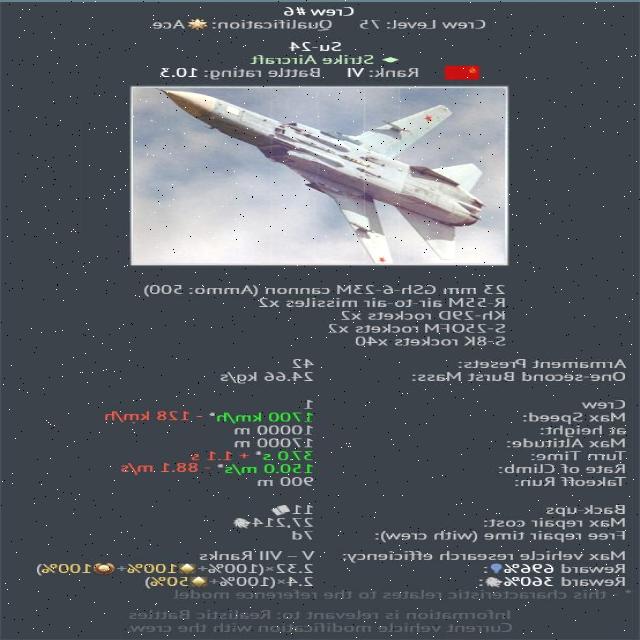 Crew #6
Crew Level: 75 Qualification: Ace
Su-24
Strike Aircraft
Rank: VI Battle rating: 10.3
23 mm GSh-6-23M cannon (Ammo: 500)
R-55M air-to-air missiles x2
Kh-29D rockets x2
S-25OFM rockets x2
S-8K rockets x40
Armament Presets: 42
One-second Burst Mass: 24.66 kg/s
Crew 1
Max Speed: 1700 km/h* - 128 km/h
at height: 10000 m
Max Altitude: 17000 m
Turn Time: 37.0 s* + 1.1 s
Rate of Climb: 150.0 m/s* - 88.1 m/s
Takeoff Run: 900 m
Back-ups 11
Max repair cost: 27,214
Free repair time (with crew): 7d
Max vehicle research efficiency: V – VII Ranks
Reward 696%: 2.32×(100%+100%+100%)
Reward 360%: 2.4×(100%+50%)
* - this characteristic relates to the reference model
Information is relevant to: Realistic Battles
Current vehicle modification with the crew